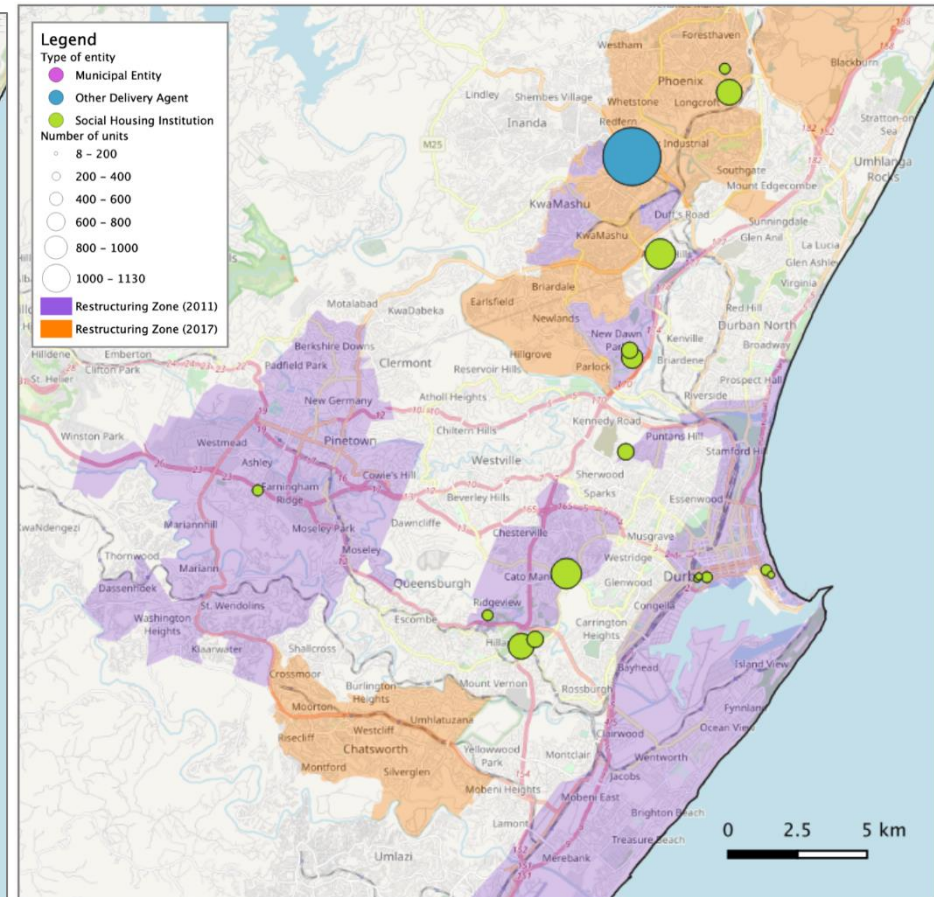 Legend
Type of entity
Municipal Entity
Other Delivery Agent
Social Housing Institution
Number of units
8 – 200
200 – 400
400 – 600
600 – 800
800 – 1000
1000 – 1130
Restructuring Zone (2011)
Restructuring Zone (2017)
Foresthaven
Westham
Blackburn
Phoenix
Lindley
Shembes Village
Whetstone
Longcroft
Inanda
Redfern
Stratton-on
Sea
M25
Industrial
Umhlanga
Rocks
Southgate
Mount Edgecombe
KwaMashu
Duff's Road
Sunningdale
KwaMashu
Glen Anil
La Lucia
Glen Ashley
Virginia
Briardale
Earlsfield
Motalabad
KwaDabeka
Newlands
Red Hill
Durban North
New Dawn
Kenville
Broadway
Berkshire Downs
Hilldene
Emberton
Clifton Park
Padfield Park
Clermont
Hillgrove
Reservoir Hills
Parlock
Briardene
St. Helier
Prospect Hall
New Germany
Atholl Heights
Riverside
Kennedy Road
Winston Park
Westmead
Pinetown
Chiltern Hills
Puntans Hill
Stamford Hill
Ashley
Westville
Cowie's Hill
Sherwood
Farningham
Ridge
Beverley Hills
Sparks
Essenwood
KwaNdengezi
Mariannhill
Moseley Park
Dawncliffe
Chesterville
Musgrave
Thornwood
Moseley
Westridge
Mariann
Queensburgh
Cato Man
Glenwood
Durb
Dassenhoek
St. Wendolins
Ridgeview
Congella
Washington
Heights
Escombe
Carrington
Heights
Klaarwater
Shallcross
Hilla
Bayhead
Island View
Crossmoor
Mount Vernon
Rossburgh
Burlington
Heights
Moorton
Umhlatuzana
Fynnland
Risecliff
Westcliff
Clairwood
Ocean View
Chatsworth
Yellowwood
Park
Montclair
Wentworth
Montford
Silverglen
Jacobs
Mobeni Heights
Mobeni East
Brighton Beach
Lamont
Treasure Beach
0 2.5 5 km
Umlazi
Merebank